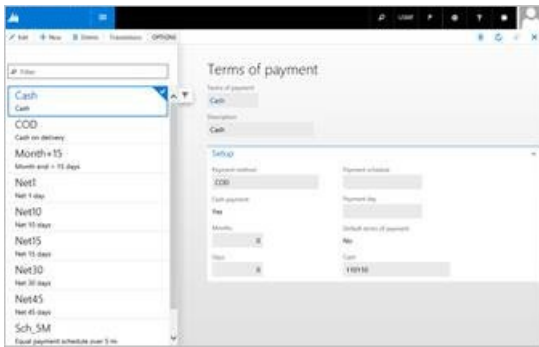 USMF
Edit
New
Delete
Translations
OPTIONS
Filter
Cash
Cash
COD
Cash on delivery
Month+15
Month end + 15 days
Net1
Net 1 day
Net10
Net 10 days
Net15
Net 15 days
Net30
Net 30 days
Net45
Net 45 days
Sch_5M
Equal payment schedule over 5 m
Terms of payment
Terms of payment
Cash
Description
Cash
Setup
Payment method
COD
Payment schedule
Cash payment
Yes
Payment day
Months
0
Default terms of payment
No
Days
0
Cash
110110